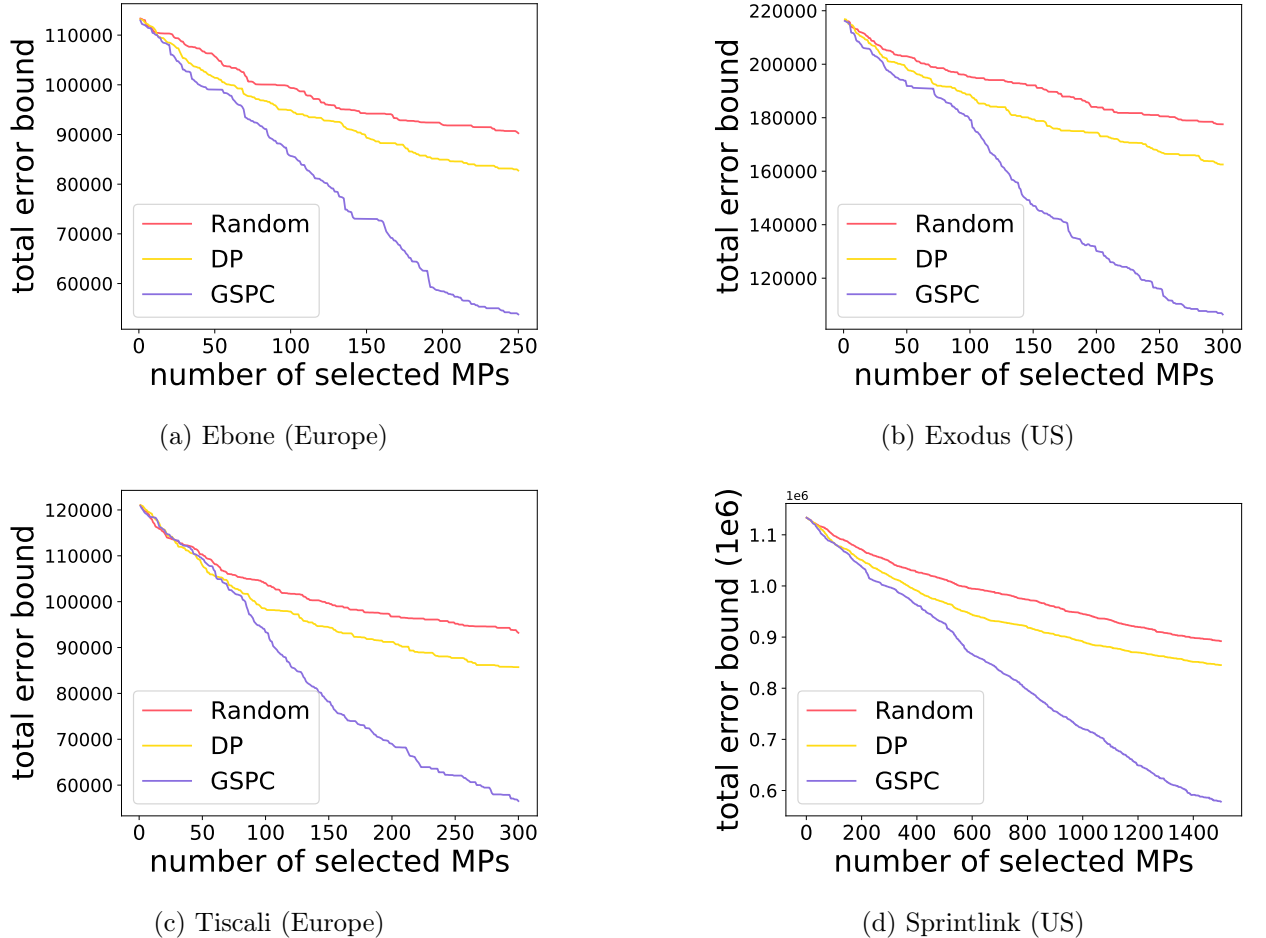 110000
100000
90000
80000
70000
60000
total error bound
Random
DP
GSPC
0 50 100 150 200 250
number of selected MPs
(a) Ebone (Europe)
220000
200000
180000
160000
140000
120000
total error bound
Random
DP
GSPC
0 50 100 150 200 250 300
number of selected MPs
(b) Exodus (US)
120000
110000
100000
90000
80000
70000
60000
total error bound
Random
DP
GSPC
0 50 100 150 200 250 300
number of selected MPs
(c) Tiscali (Europe)
1e6
1.1
1.0
0.9
0.8
0.7
0.6
total error bound (1e6)
Random
DP
GSPC
0 200 400 600 800 1000 1200 1400
number of selected MPs
(d) Sprintlink (US)